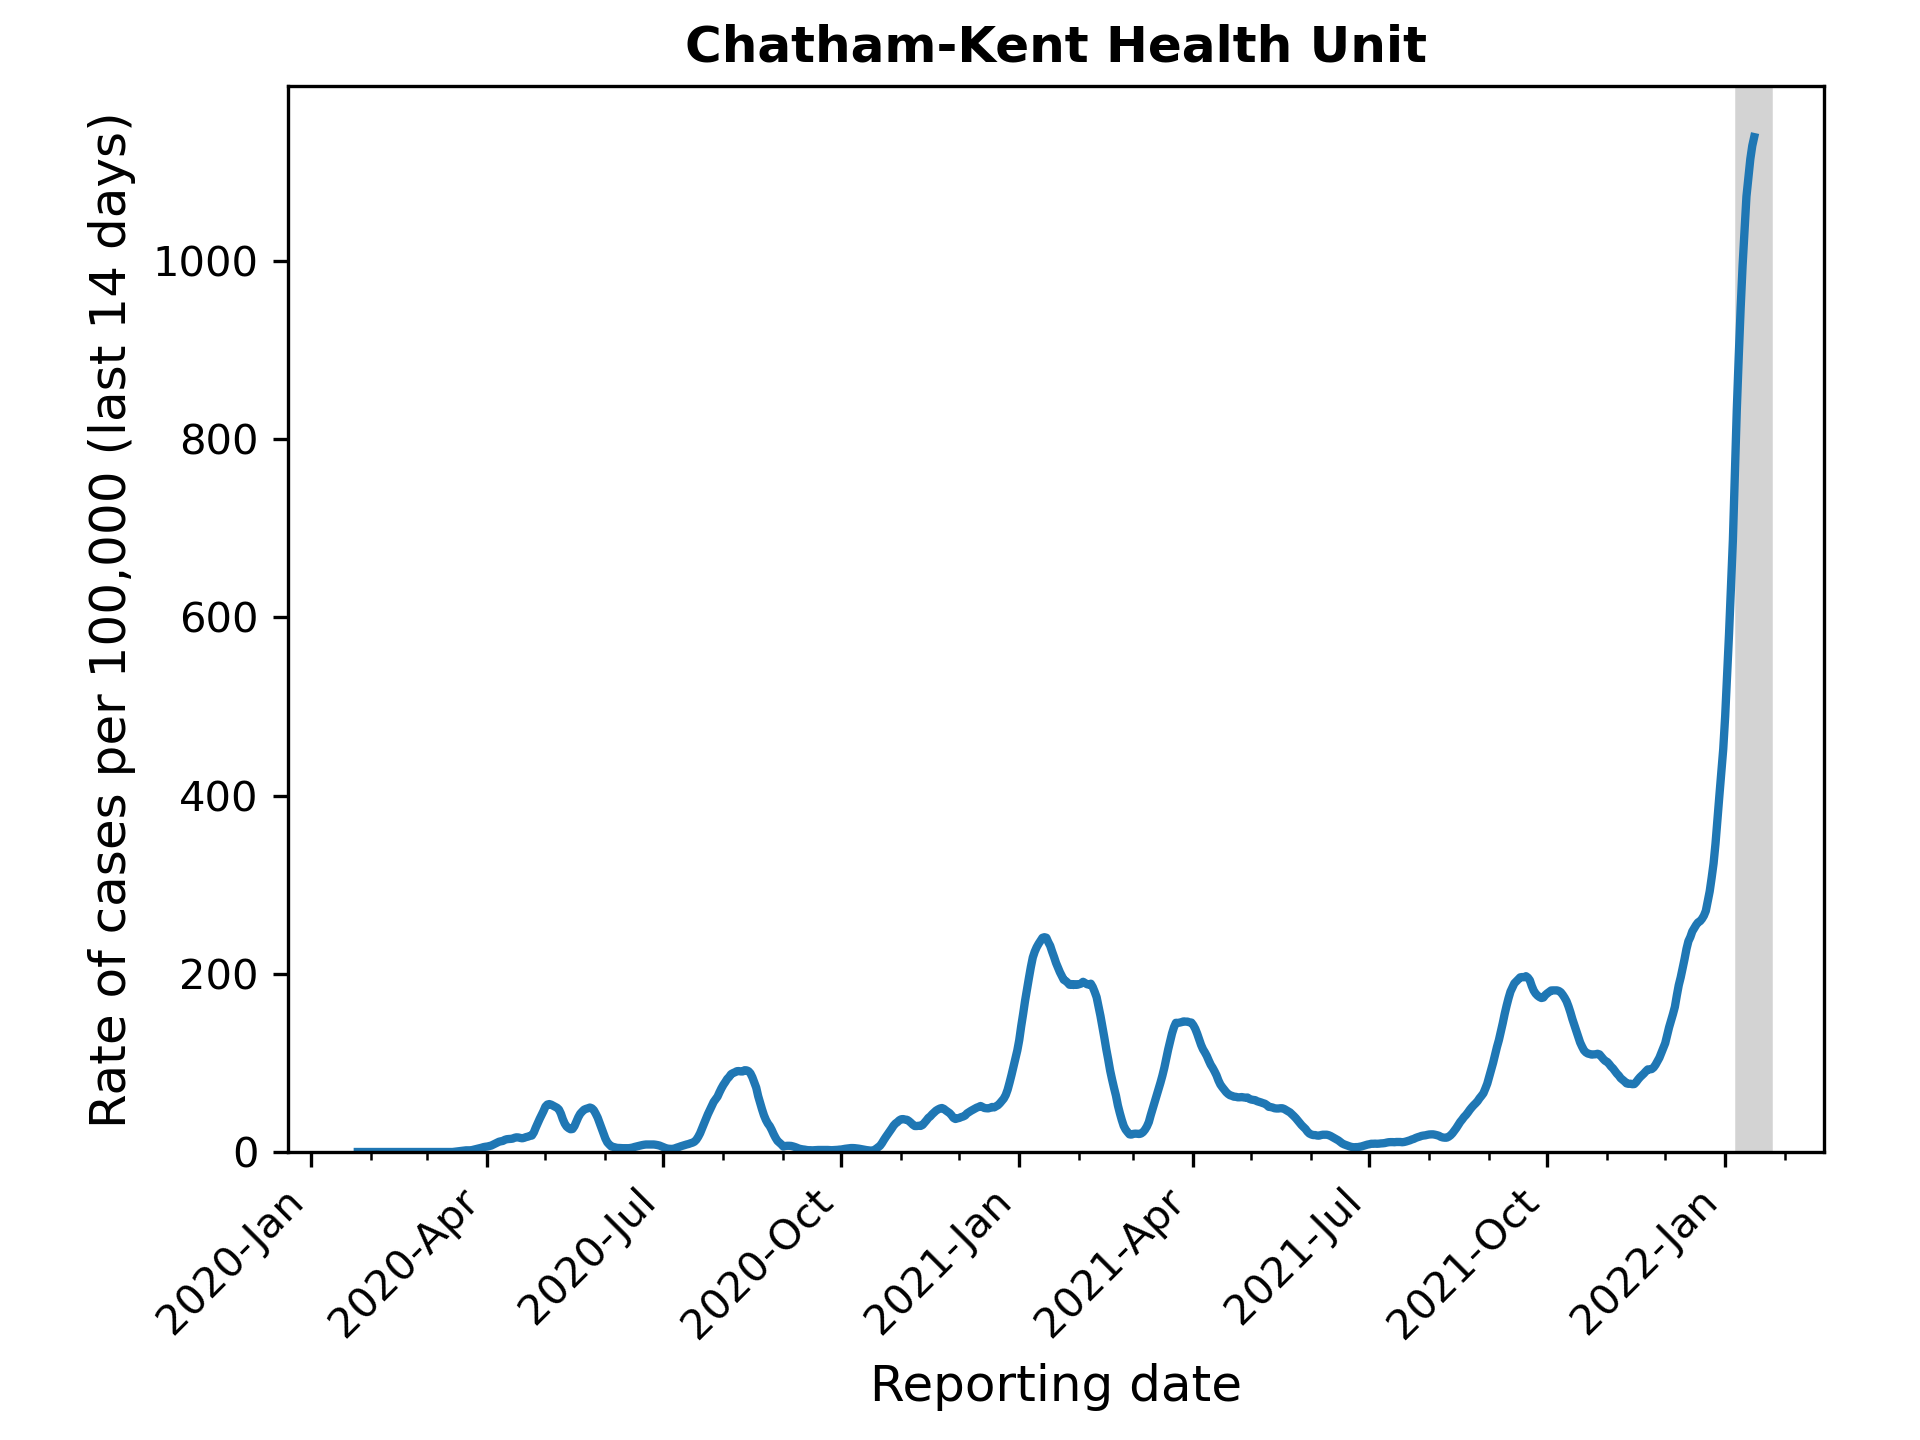 Chatham-Kent Health Unit
Rate of cases per 100,000 (last 14 days)
1000
800
600
400
200
0
2020-Jan
2020-Apr
2020-Jul
2020-Oct
2021-Jan
2021-Apr
2021-Jul
2021-Oct
2022-Jan
Reporting date